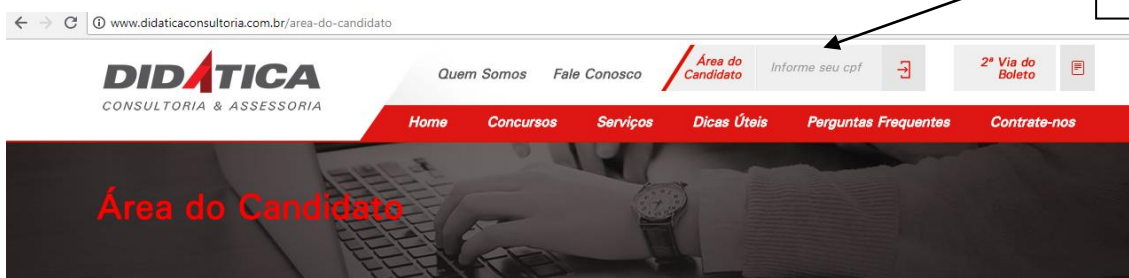 www.didaticaconsultoria.com.br/area-do-candidato
DIDÁTICA
CONSULTORIA & ASSESSORIA
Quem Somos Fale Conosco
Área do
Candidato
Informe seu cpf
2ª Via do
Boleto
Home Concursos Serviços Dicas Úteis Perguntas Frequentes Contrate-nos
Área do Candidato